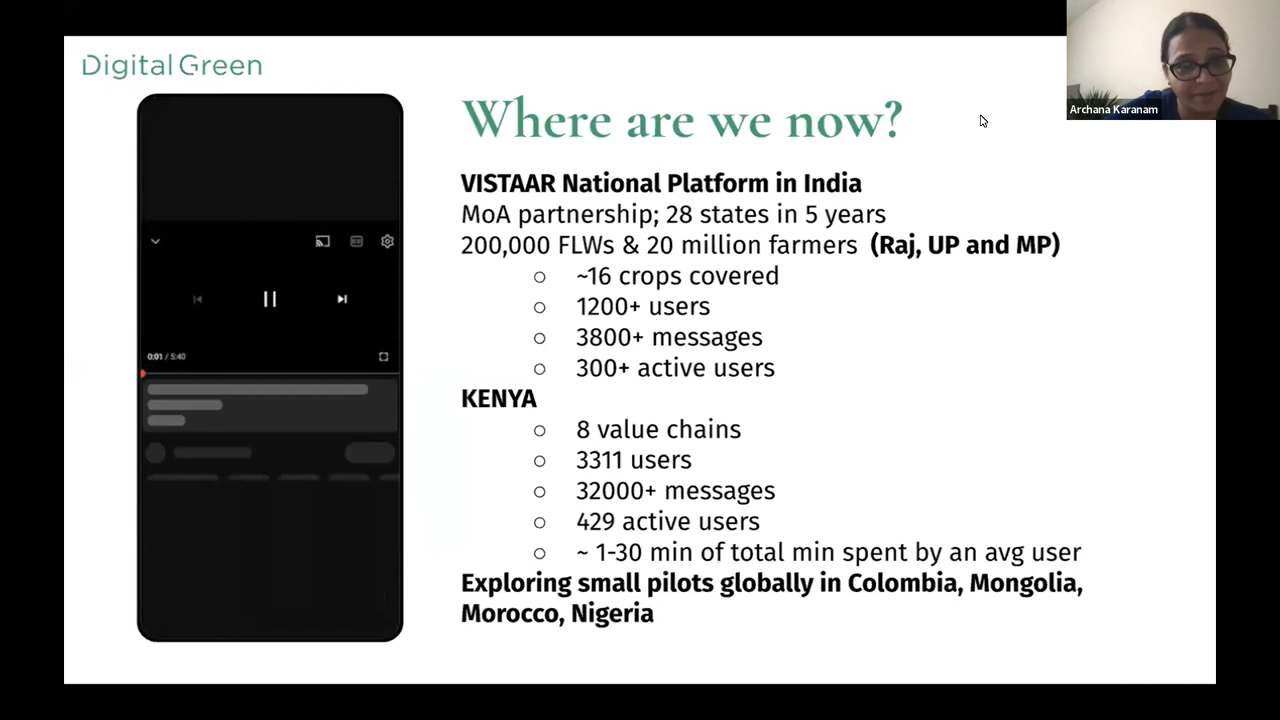 Digital Green
Archana Karanam
Where are we now?
VISTAAR National Platform in India
MoA partnership; 28 states in 5 years
200,000 FLWs & 20 million farmers (Raj, UP and MP)
○ ~16 crops covered
○ 1200+ users
○ 3800+ messages
○ 300+ active users
KENYA
○ 8 value chains
○ 3311 users
○ 32000+ messages
○ 429 active users
○ ~ 1-30 min of total min spent by an avg user
Exploring small pilots globally in Colombia, Mongolia,
Morocco, Nigeria
0:01 / 5:40